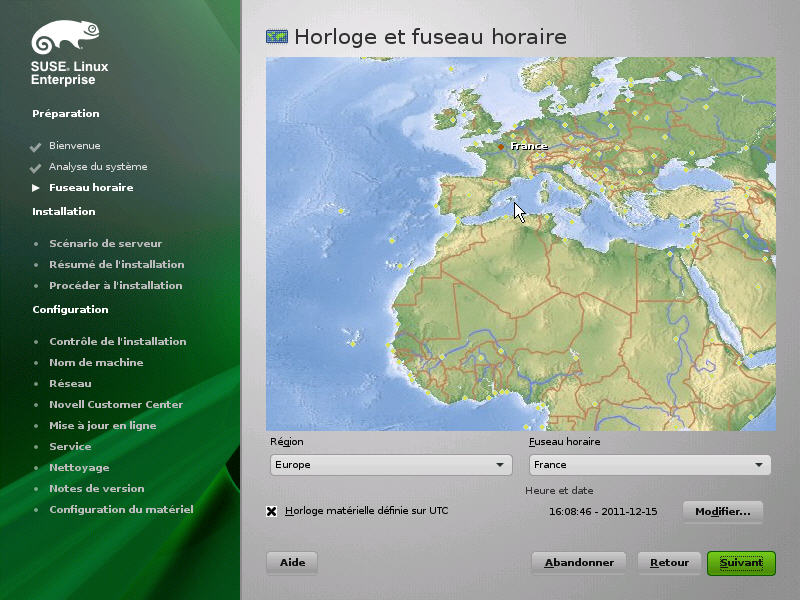 SUSE. Linux
Enterprise
Préparation
Bienvenue
Analyse du système
Fuseau horaire
Installation
Scénario de serveur
Résumé de l'installation
Procéder à l'installation
Configuration
Contrôle de l'installation
Nom de machine
Réseau
Novell Customer Center
Mise à jour en ligne
Service
Nettoyage
Notes de version
Configuration du matériel
Horloge et fuseau horaire
France
Région
Fuseau horaire
Europe
France
Heure et date
Horloge matérielle définie sur UTC
16:08:46 - 2011-12-15
Modifier...
Aide
Abandonner
Retour
Suivant